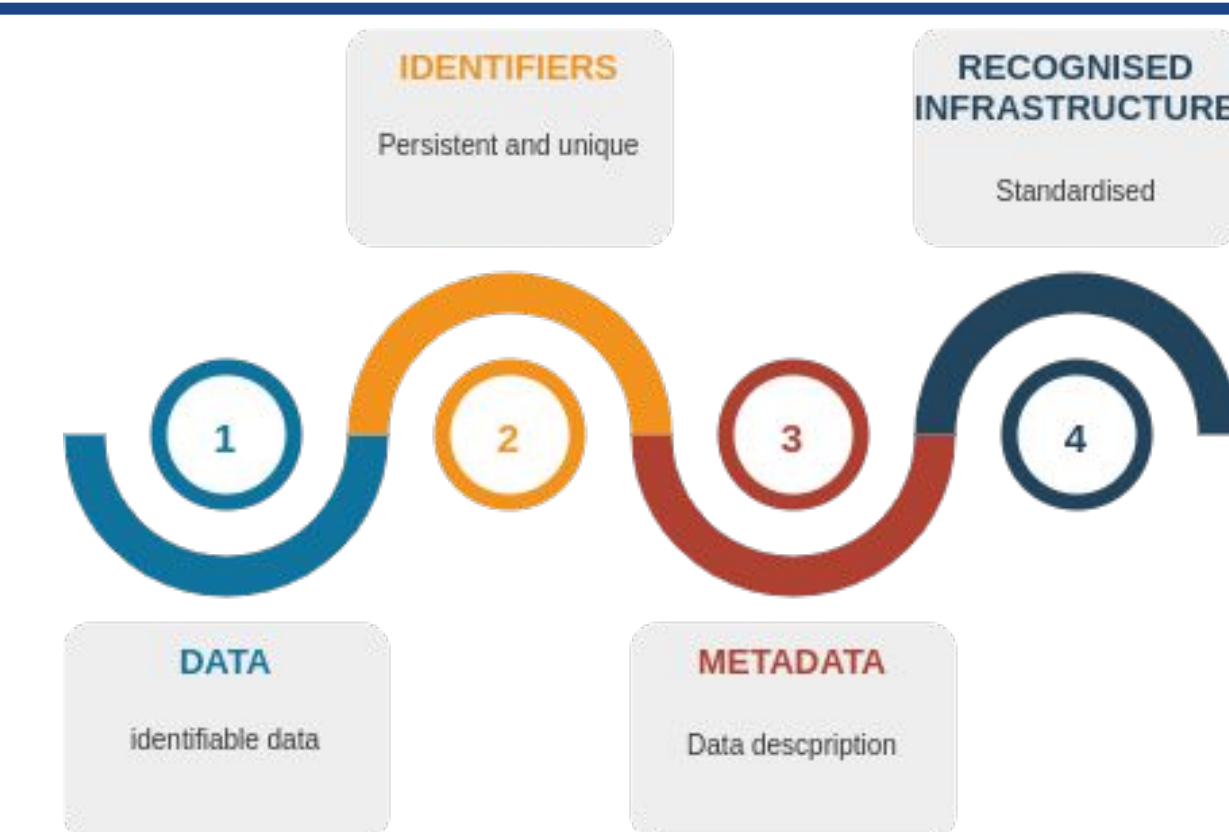 IDENTIFIERS
Persistent and unique
RECOGNISED
INFRASTRUCTURE
Standardised
1
2
3
4
DATA
identifiable data
METADATA
Data descpription